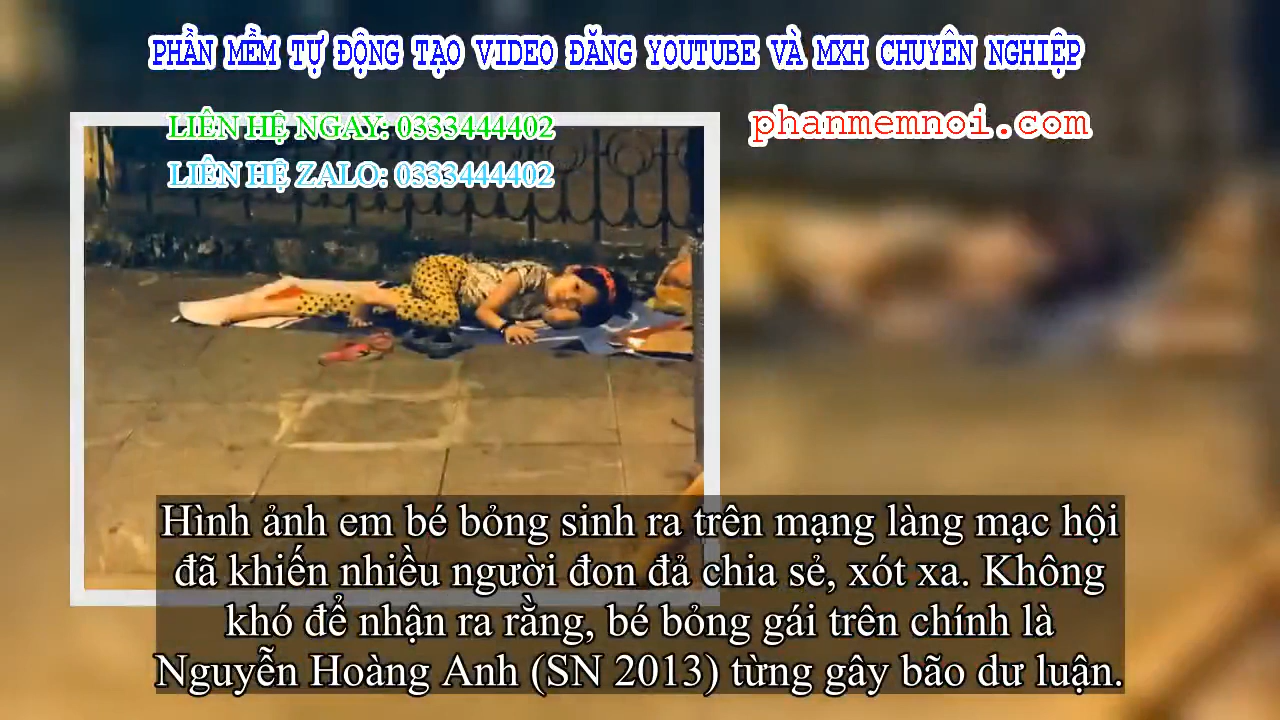 PHẦN MỀM TỰ ĐỘNG TẠO VIDEO ĐĂNG YOUTUBE VÀ MXH CHUYÊN NGHIỆP
LIÊN HỆ NGAY: 0333444402
phanmemnoi.com
LIÊN HỆ ZALO: 0333444402
Hình ảnh em bé bỏng sinh ra trên mạng làng mạc hội
đã khiến nhiều người đon đả chia sẻ, xót xa. Không
khó để nhận ra rằng, bé bỏng gái trên chính là
Nguyễn Hoàng Anh (SN 2013) từng gây bão dư luận.